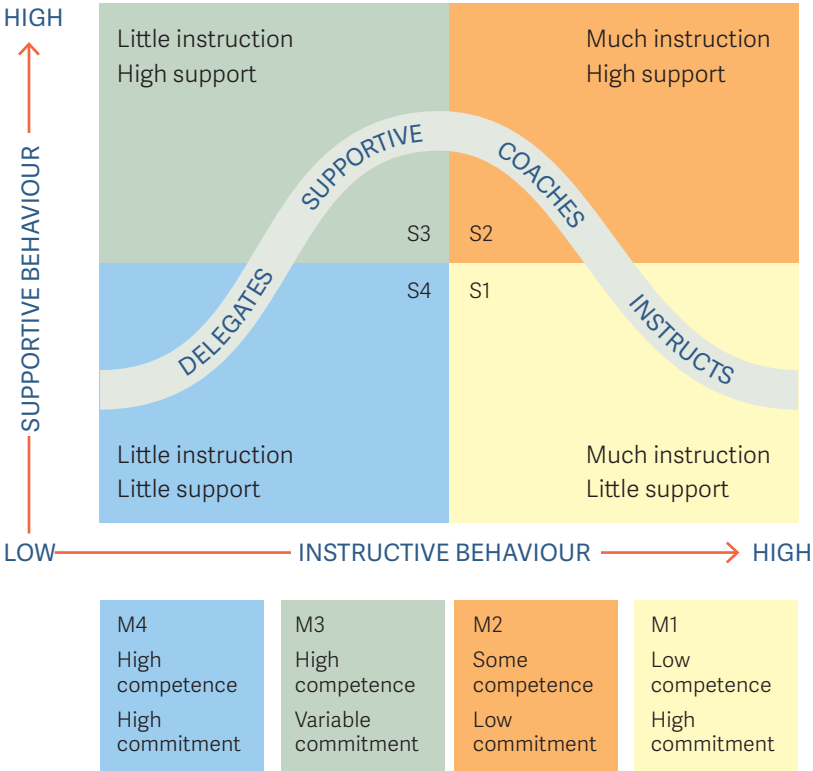 HIGH
SUPPORTIVE BEHAVIOUR
Little instruction
High support
Much instruction
High support
SUPPORTIVE
COACHES
S3
S2
S4
S1
DELEGATES
INSTRUCTS
Little instruction
Little support
Much instruction
Little support
LOW
INSTRUCTIVE BEHAVIOUR
HIGH
M4
High
competence
High
commitment
M3
High
competence
Variable
commitment
M2
Some
competence
Low
commitment
M1
Low
competence
High
commitment